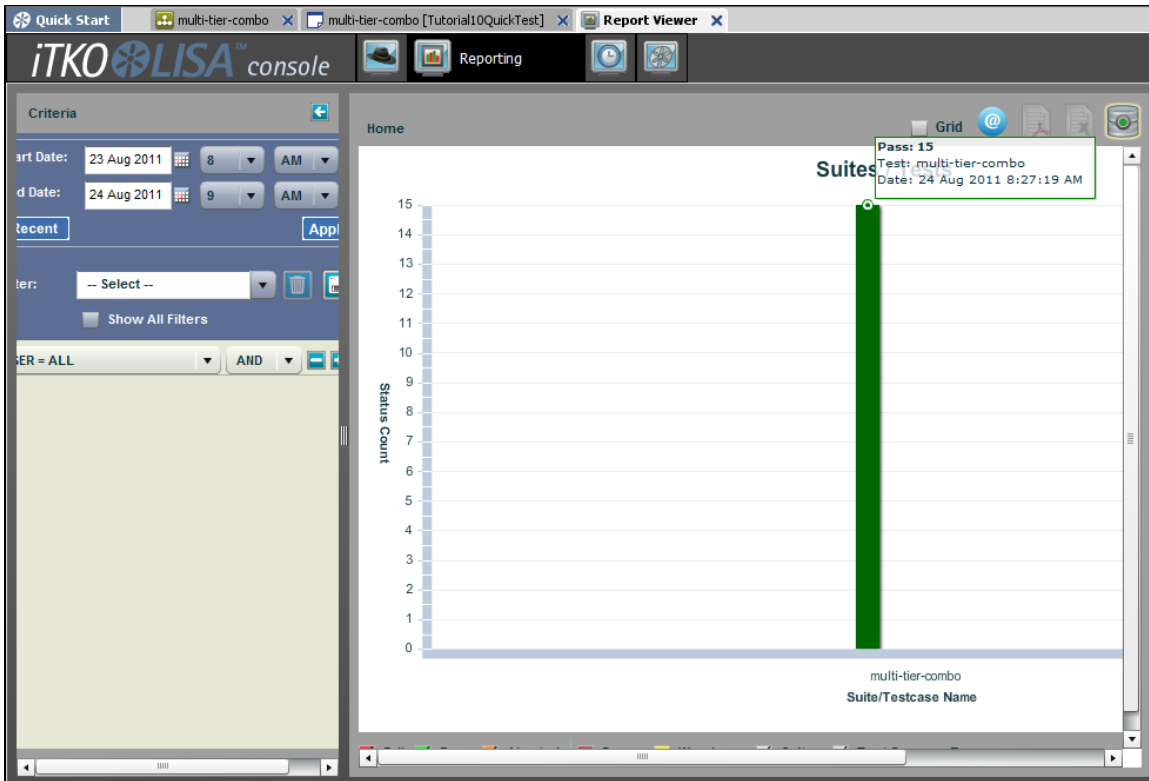 Quick Start
multi-tier-combo
multi-tier-combo [Tutorial10QuickTest]
Report Viewer
iTKO LISA™ console
Reporting
Criteria
art Date:
23 Aug 2011
8
AM
d Date:
24 Aug 2011
9
AM
Recent
Appl
ter:
-- Select --
Show All Filters
SER = ALL
AND
Home
Grid
Suites / Tests
Pass: 15
Test: multi-tier-combo
Date: 24 Aug 2011 8:27:19 AM
15
14
13
12
11
10
9
8
7
6
5
4
3
2
1
0
Status Count
multi-tier-combo
Suite/Testcase Name